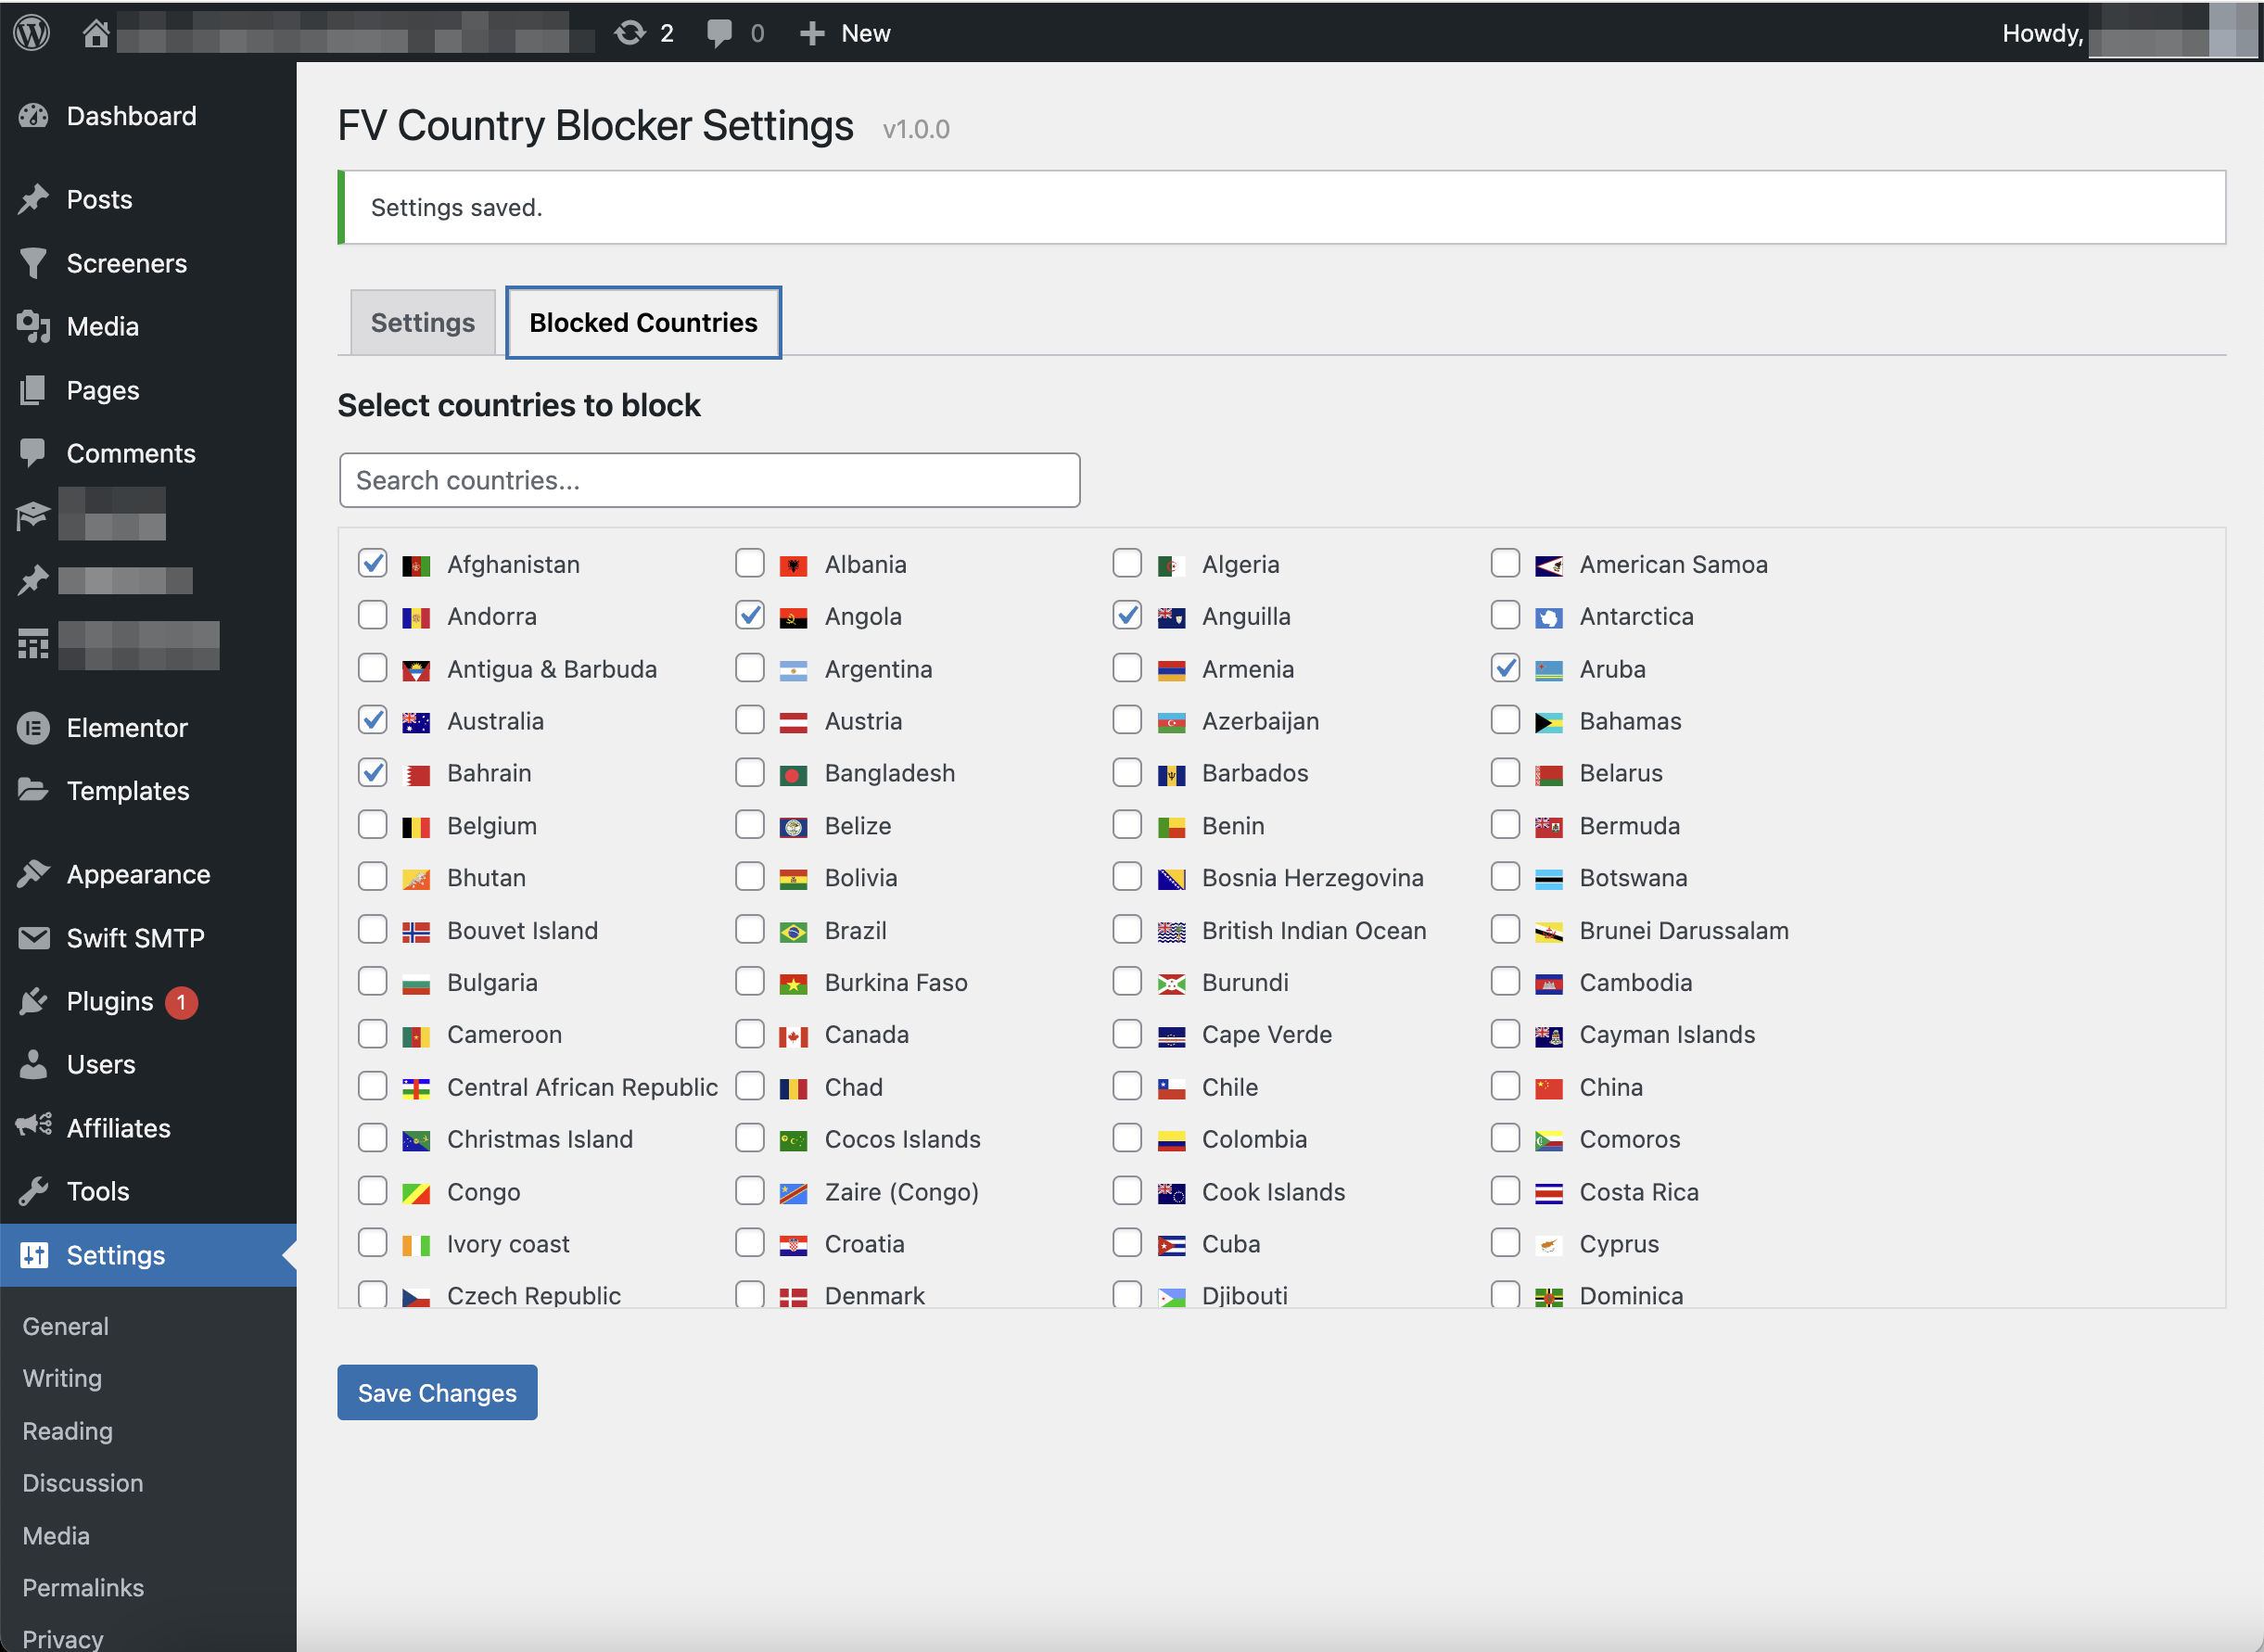 2 0 New Howdy,
Dashboard
Posts
Screeners
Media
Pages
Comments
Elementor
Templates
Appearance
Swift SMTP
Plugins 1
Users
Affiliates
Tools
Settings
General
Writing
Reading
Discussion
Media
Permalinks
Privacy
FV Country Blocker Settings v1.0.0
Settings saved.
Settings Blocked Countries
Select countries to block
Search countries...
Afghanistan Albania Algeria American Samoa
Andorra Angola Anguilla Antarctica
Antigua & Barbuda Argentina Armenia Aruba
Australia Austria Azerbaijan Bahamas
Bahrain Bangladesh Barbados Belarus
Belgium Belize Benin Bermuda
Bhutan Bolivia Bosnia Herzegovina Botswana
Bouvet Island Brazil British Indian Ocean Brunei Darussalam
Bulgaria Burkina Faso Burundi Cambodia
Cameroon Canada Cape Verde Cayman Islands
Central African Republic Chad Chile China
Christmas Island Cocos Islands Colombia Comoros
Congo Zaire (Congo) Cook Islands Costa Rica
Ivory coast Croatia Cuba Cyprus
Czech Republic Denmark Djibouti Dominica
Save Changes